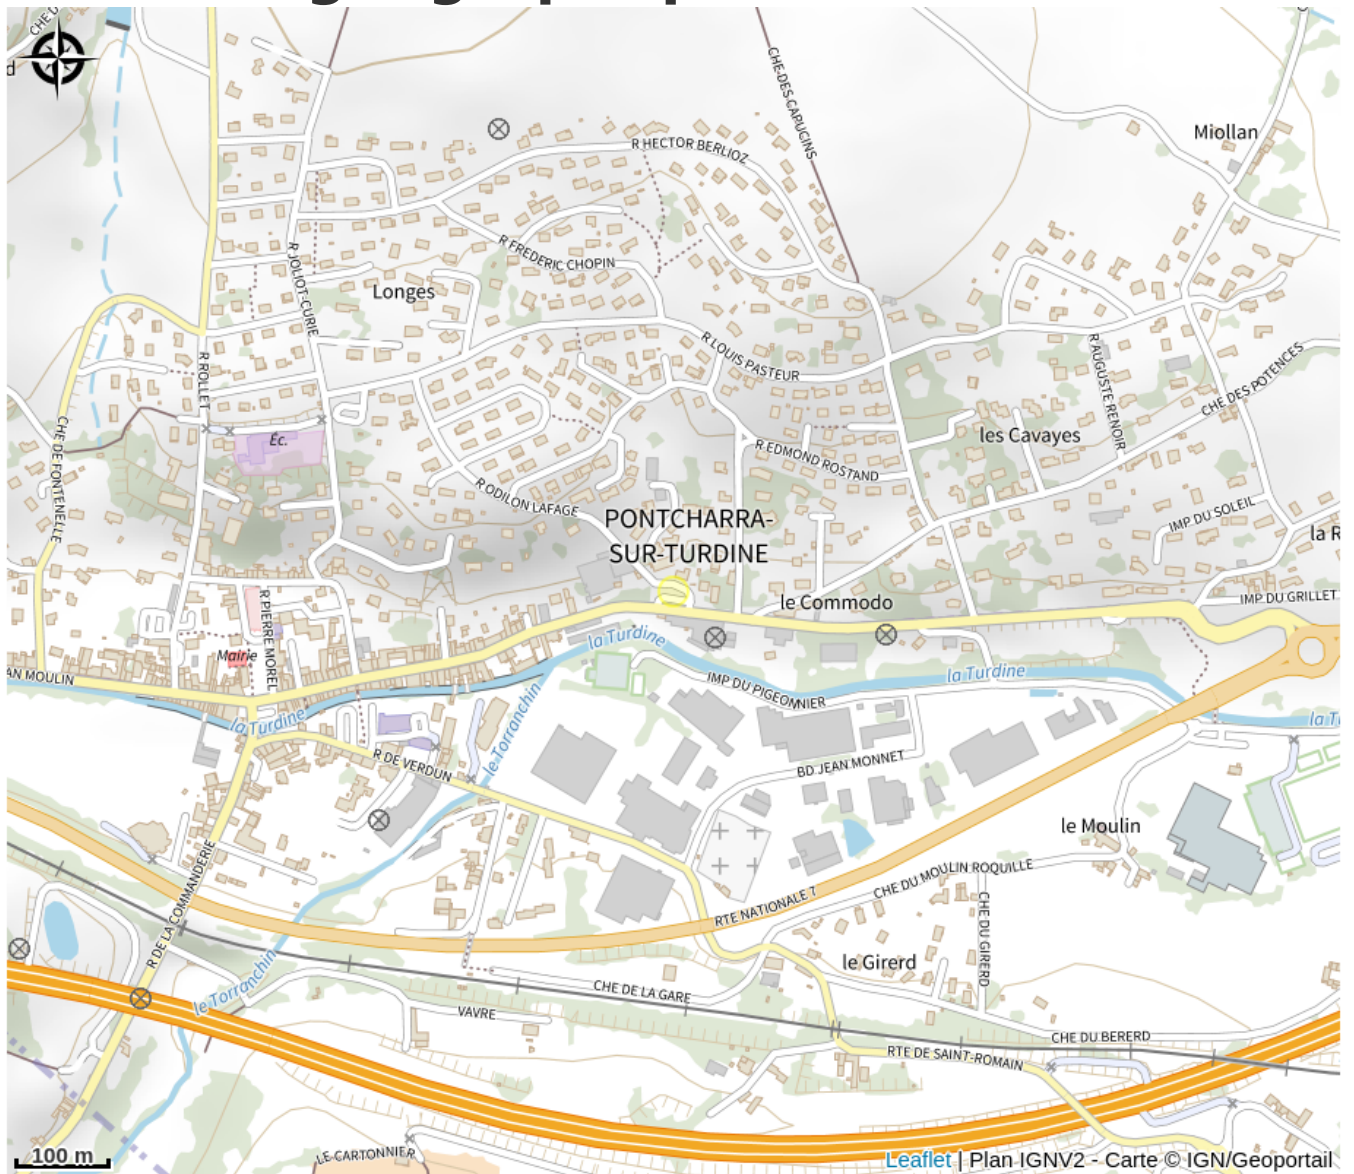 CHE D
d
CHE DES CAPUCINS
Miollan
R HECTOR BERLIOZ
R FREDERIC CHOPIN
R JOLIOT-CURIE
Longes
R LOUIS PASTEUR
R ROLLET
R AUGUSTE RENOIR
CHE DES POTENCES
CHE DE FONTENELLE
Éc.
les Cavayes
R EDMOND ROSTAND
R ODILON LAFAGE
PONTCHARRA-
SUR-TURDINE
IMP DU SOLEIL
la R
le Commodo
IMP DU GRILLET
R PIERRE MOREL
Mairie
la Turdine
la Turdine
AN MOULIN
IMP DU PIGEONNIER
la Turdine
la T
le Torranchin
R DE VERDUN
BD JEAN MONNET
le Moulin
CHE DU MOULIN ROQUILLE
R DE LA COMMANDERIE
RTE NATIONALE 7
CHE DU GIRERD
le Girerd
le Torranchin
CHE DE LA GARE
VAVRE
CHE DU BERERD
RTE DE SAINT-ROMAIN
LE CARTONNIER
100 m
Leaflet | Plan IGNV2 - Carte © IGN/Geoportail